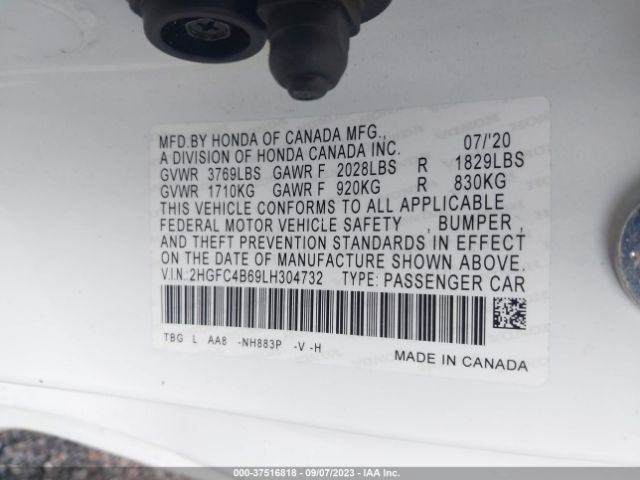 MFD.BY HONDA OF CANADA MFG., 07/'20
A DIVISION OF HONDA CANADA INC.
GVWR 3769LBS GAWR F 2028LBS R 1829LBS
GVWR 1710KG GAWR F 920KG R 830KG
THIS VEHICLE CONFORMS TO ALL APPLICABLE
FEDERAL MOTOR VEHICLE SAFETY , BUMPER ,
AND THEFT PREVENTION STANDARDS IN EFFECT
ON THE DATE OF MANUFACTURE SHOWN ABOVE.
V.I.N.:2HGFC4B69LH304732 TYPE: PASSENGER CAR
TBG L AA8 -NH883P -V -H
MADE IN CANADA
000-37516818 - 09/07/2023 - IAA Inc.